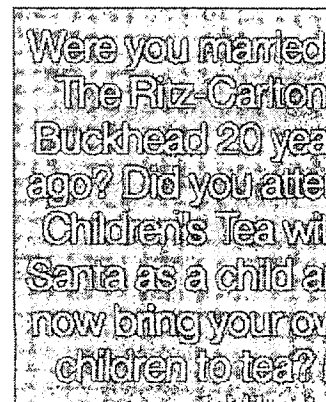 Were you married
The Ritz-Carlton
Buckhead 20 yea
ago? Did you atte
Children's Tea wi
Santa as a child a
now bring your ow
children to tea?